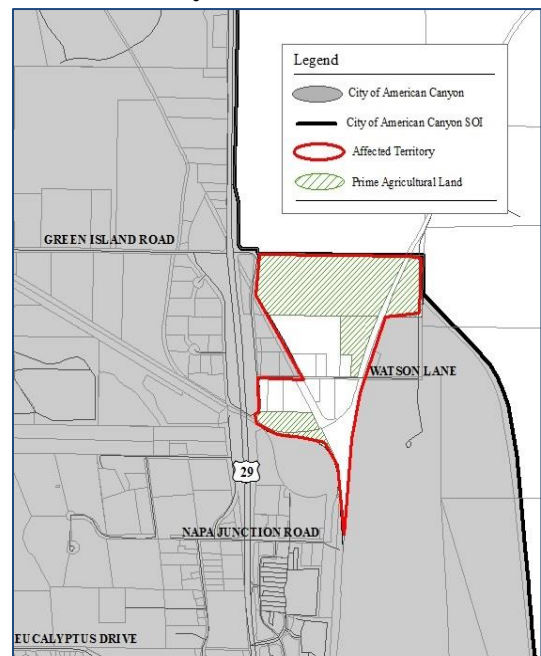 Legend
City of American Canyon
City of American Canyon SOI
Affected Territory
Prime Agricultural Land
GREEN ISLAND ROAD
WATSON LANE
29
NAPA JUNCTION ROAD
EUCALYPTUS DRIVE